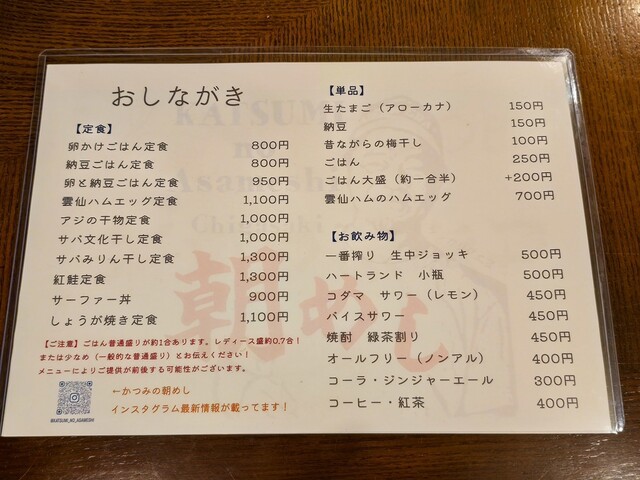 おしながき
【定食】
卵かけごはん定食 800円
納豆ごはん定食 800円
卵と納豆ごはん定食 950円
雲仙ハムエッグ定食 1,100円
アジの干物定食 1,000円
サバ文化干し定食 1,000円
サバみりん干し定食 1,300円
紅鮭定食 1,300円
サーファー丼 900円
しょうが焼き定食 1,100円
【ご注意】ごはん普通盛りが約1合あります。レディース盛約0.7合！
または少なめ（一般的な普通盛り）とお伝えください！
メニューによりご提供が前後する可能性がございます。
←かつみの朝めし
インスタグラム最新情報が載ってます！
@KATSUMI_NO_ASAMESHI
【単品】
生たまご（アローカナ） 150円
納豆 150円
昔ながらの梅干し 100円
ごはん 250円
ごはん大盛（約一合半） +200円
雲仙ハムのハムエッグ 700円
【お飲み物】
一番搾り 生中ジョッキ 500円
ハートランド 小瓶 500円
コダマ サワー（レモン） 450円
バイスサワー 450円
焼酎 緑茶割り 450円
オールフリー（ノンアル） 400円
コーラ・ジンジャーエール 300円
コーヒー・紅茶 400円
KATSUMI
no
Asameshi
朝めし